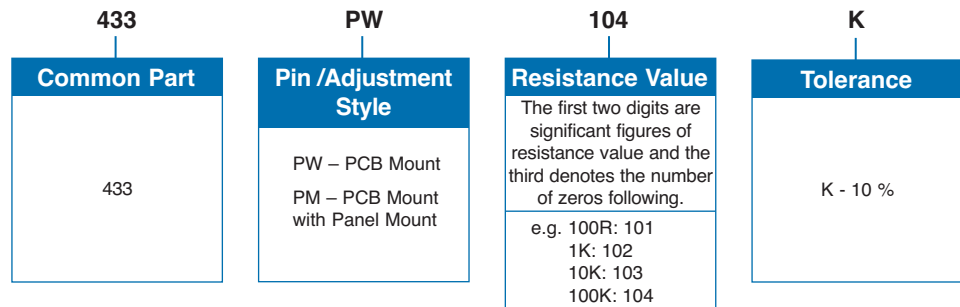 433 PW 104 K
Common Part
433
Pin /Adjustment
Style
PW – PCB Mount
PM – PCB Mount
with Panel Mount
Resistance Value
The first two digits are
significant figures of
resistance value and the
third denotes the number
of zeros following.
e.g. 100R: 101
1K: 102
10K: 103
100K: 104
Tolerance
K - 10 %